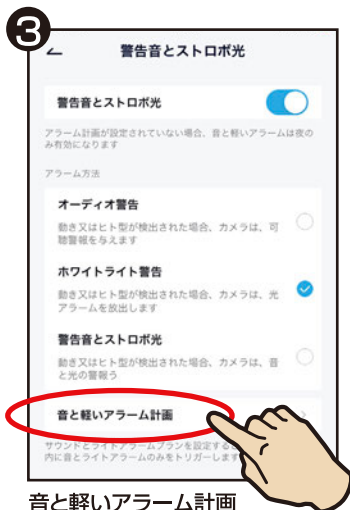 3
警告音とストロボ光
警告音とストロボ光
アラーム計画が設定されていない場合、音と軽いアラームは夜の
み有効になります
アラーム方法
オーディオ警告
動き又はヒト型が検出された場合、カメラは、可
聴警報を与えます
ホワイトライト警告
動き又はヒト型が検出された場合、カメラは、光
アラームを放出します
警告音とストロボ光
動き又はヒト型が検出された場合、カメラは、音
と光の警報う
音と軽いアラーム計画
サウンドとライトアラームプランを設定する
内に音とライトアラームのみをトリガーします
音と軽いアラーム計画